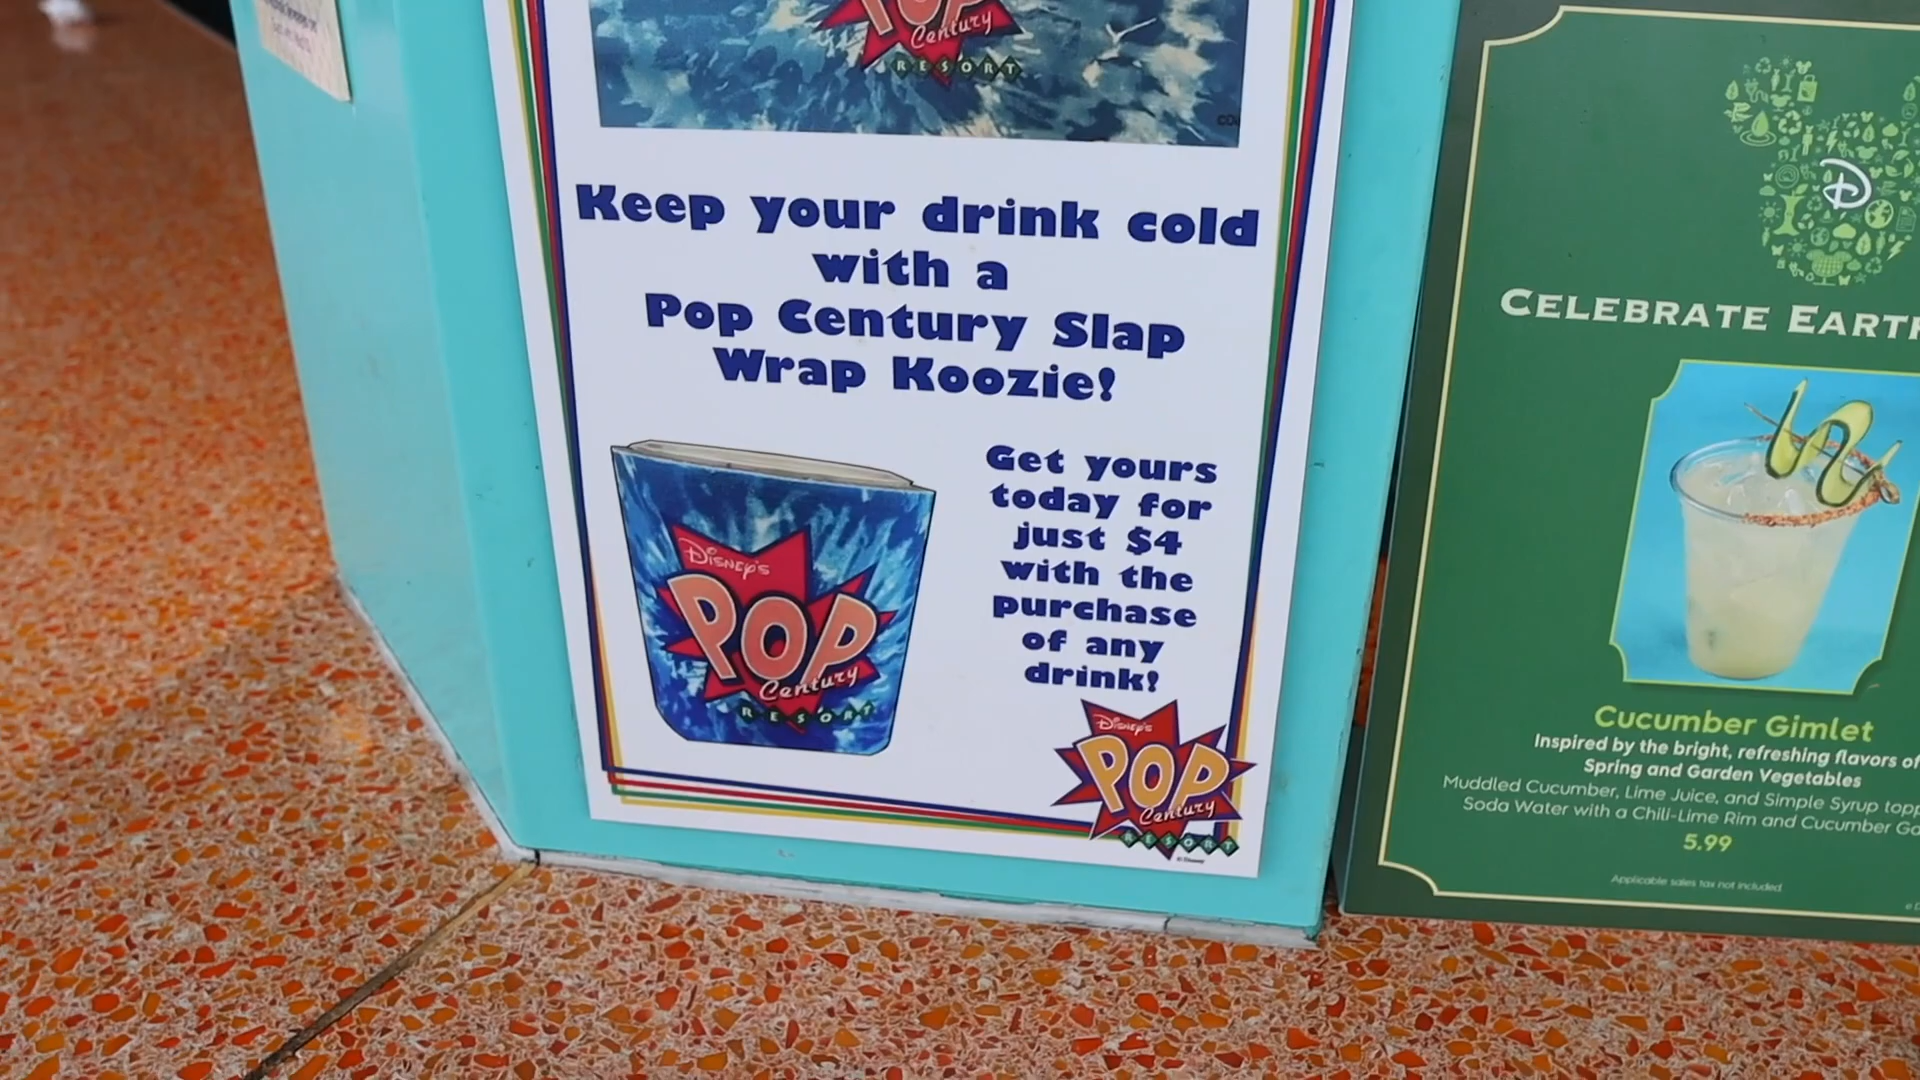 POP
Century
RESORT
Keep your drink cold
with a
Pop Century Slap
Wrap Koozie!
Get yours
today for
just $4
with the
purchase
of any
drink!
DISNEY'S
POP
Century
RESORT
DISNEY'S
POP
Century
RESORT
©Disney
D
CELEBRATE EARTH
Cucumber Gimlet
Inspired by the bright, refreshing flavors of
Spring and Garden Vegetables
Muddled Cucumber, Lime Juice, and Simple Syrup topp
Soda Water with a Chili-Lime Rim and Cucumber Ga
5.99
Applicable sales tax not included